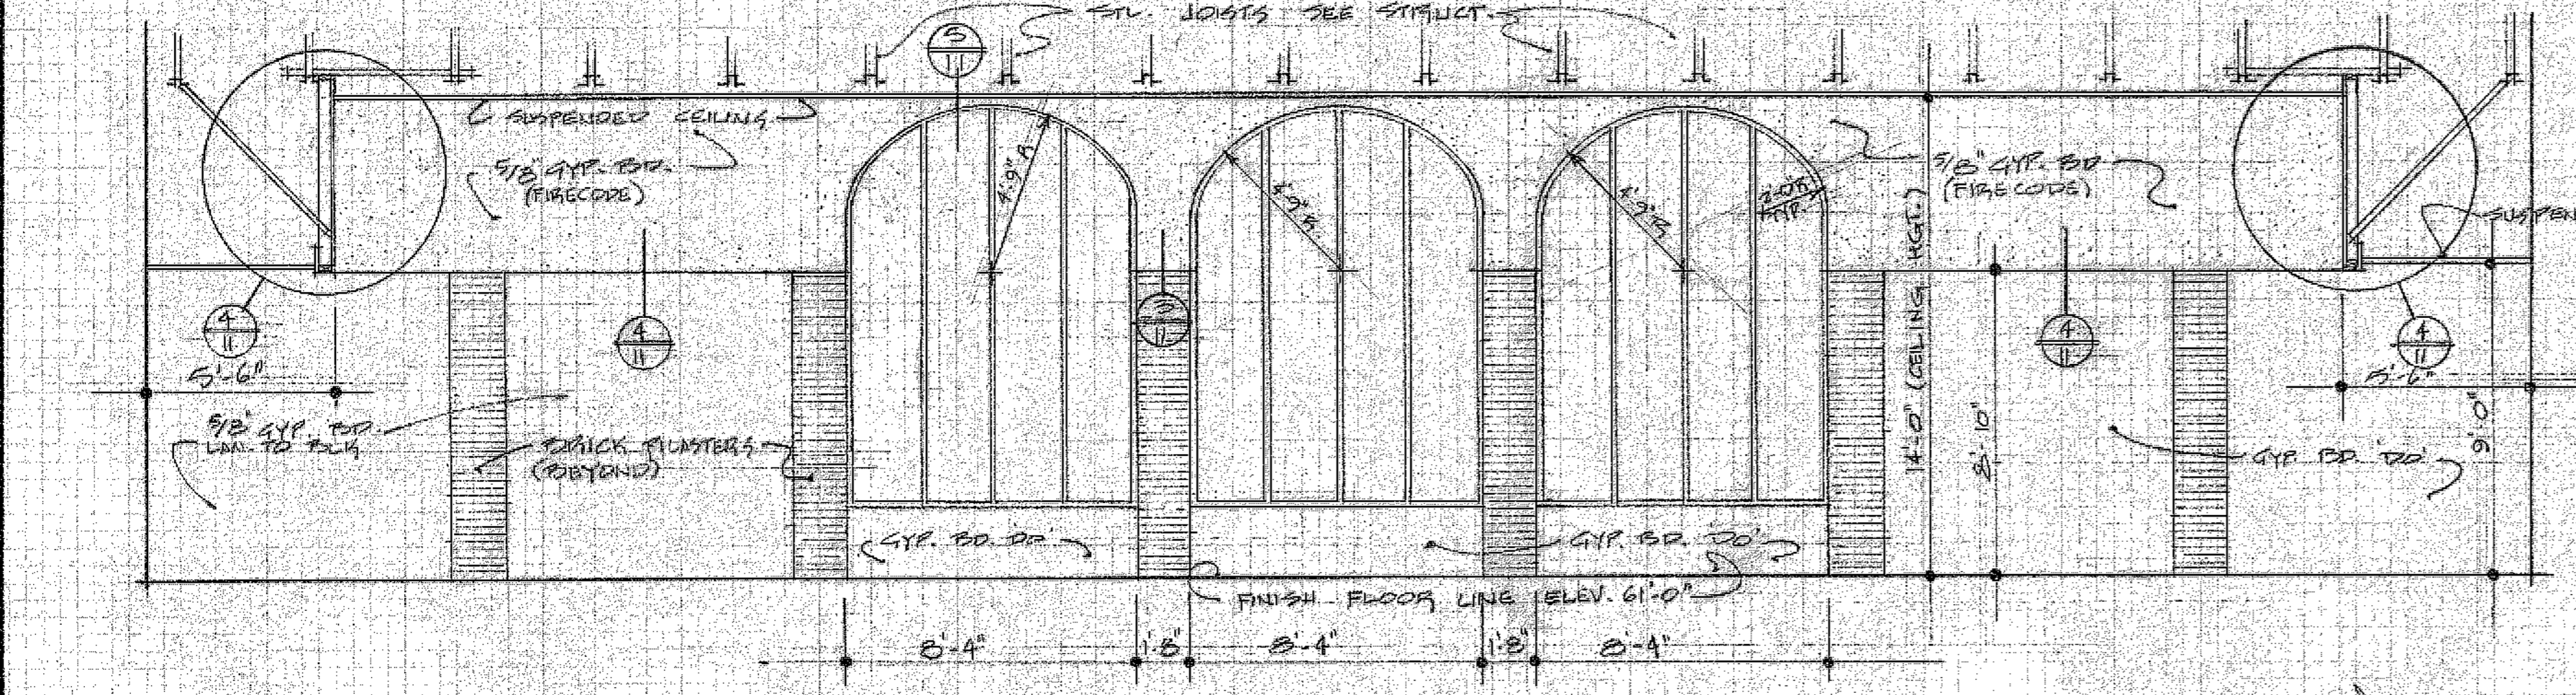 STL. JOISTS SEE STRUCT.
5
11
SUSPENDED CEILING
5/8" GYP. BD.
(FIRECODE)
4'-9" R
4'-9" R.
4'-9" R
2'-0" R.
TYP.
5/8" GYP. BD
(FIRECODE)
SUSPEN
14'-0" (CEILING HGT.)
4
11
5'-6"
4
11
3
11
4
11
4
11
5'-6"
8'-10"
9'-0"
5/8" GYP. BD.
LAM. TO BLK
BRICK PILASTERS
(BEYOND)
GYP. BD. 'DO'
GYP. BD. DO.
GYP. BD. 'DO'
FINISH FLOOR LINE ELEV. 61'-0"
8'-4" 1'-8" 8'-4" 1'-8" 8'-4"